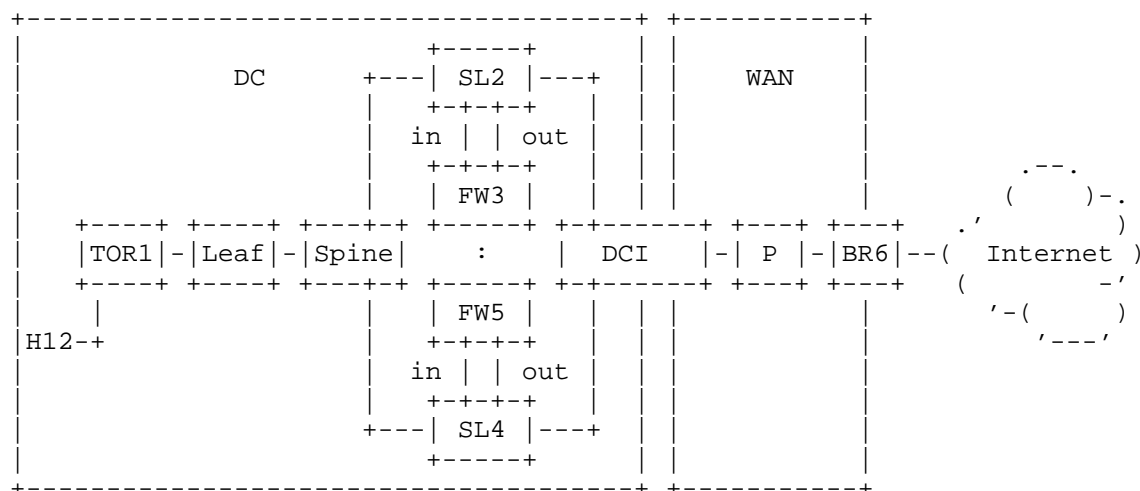 DC SL2 WAN
in out
FW3
TOR1 Leaf Spine : DCI P BR6 Internet
FW5
H12
in out
SL4